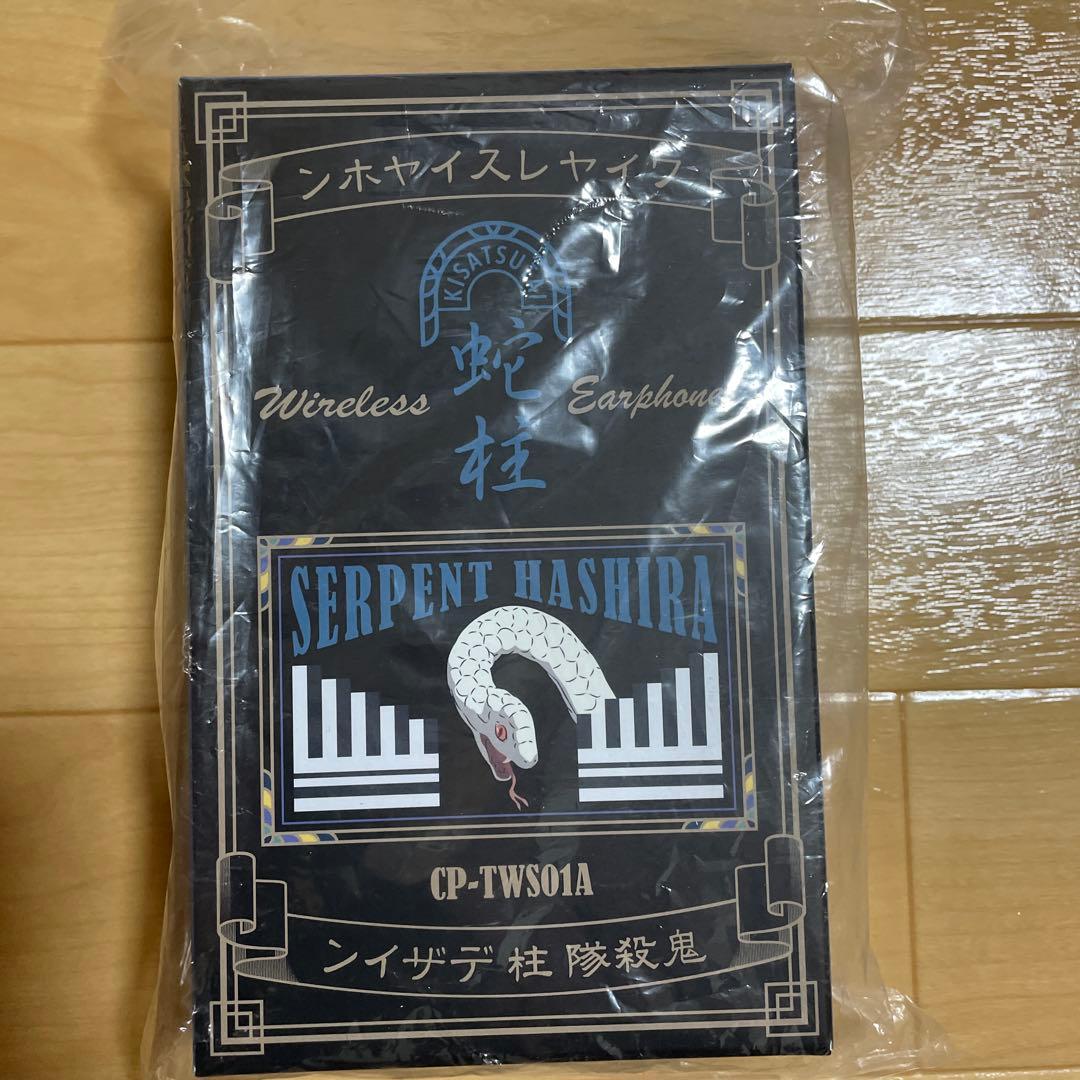 ワイヤレスイヤホン
蛇柱
Wireless Earphone
SERPENT HASHIRA
CP-TWS01A
鬼殺隊 柱 デザイン